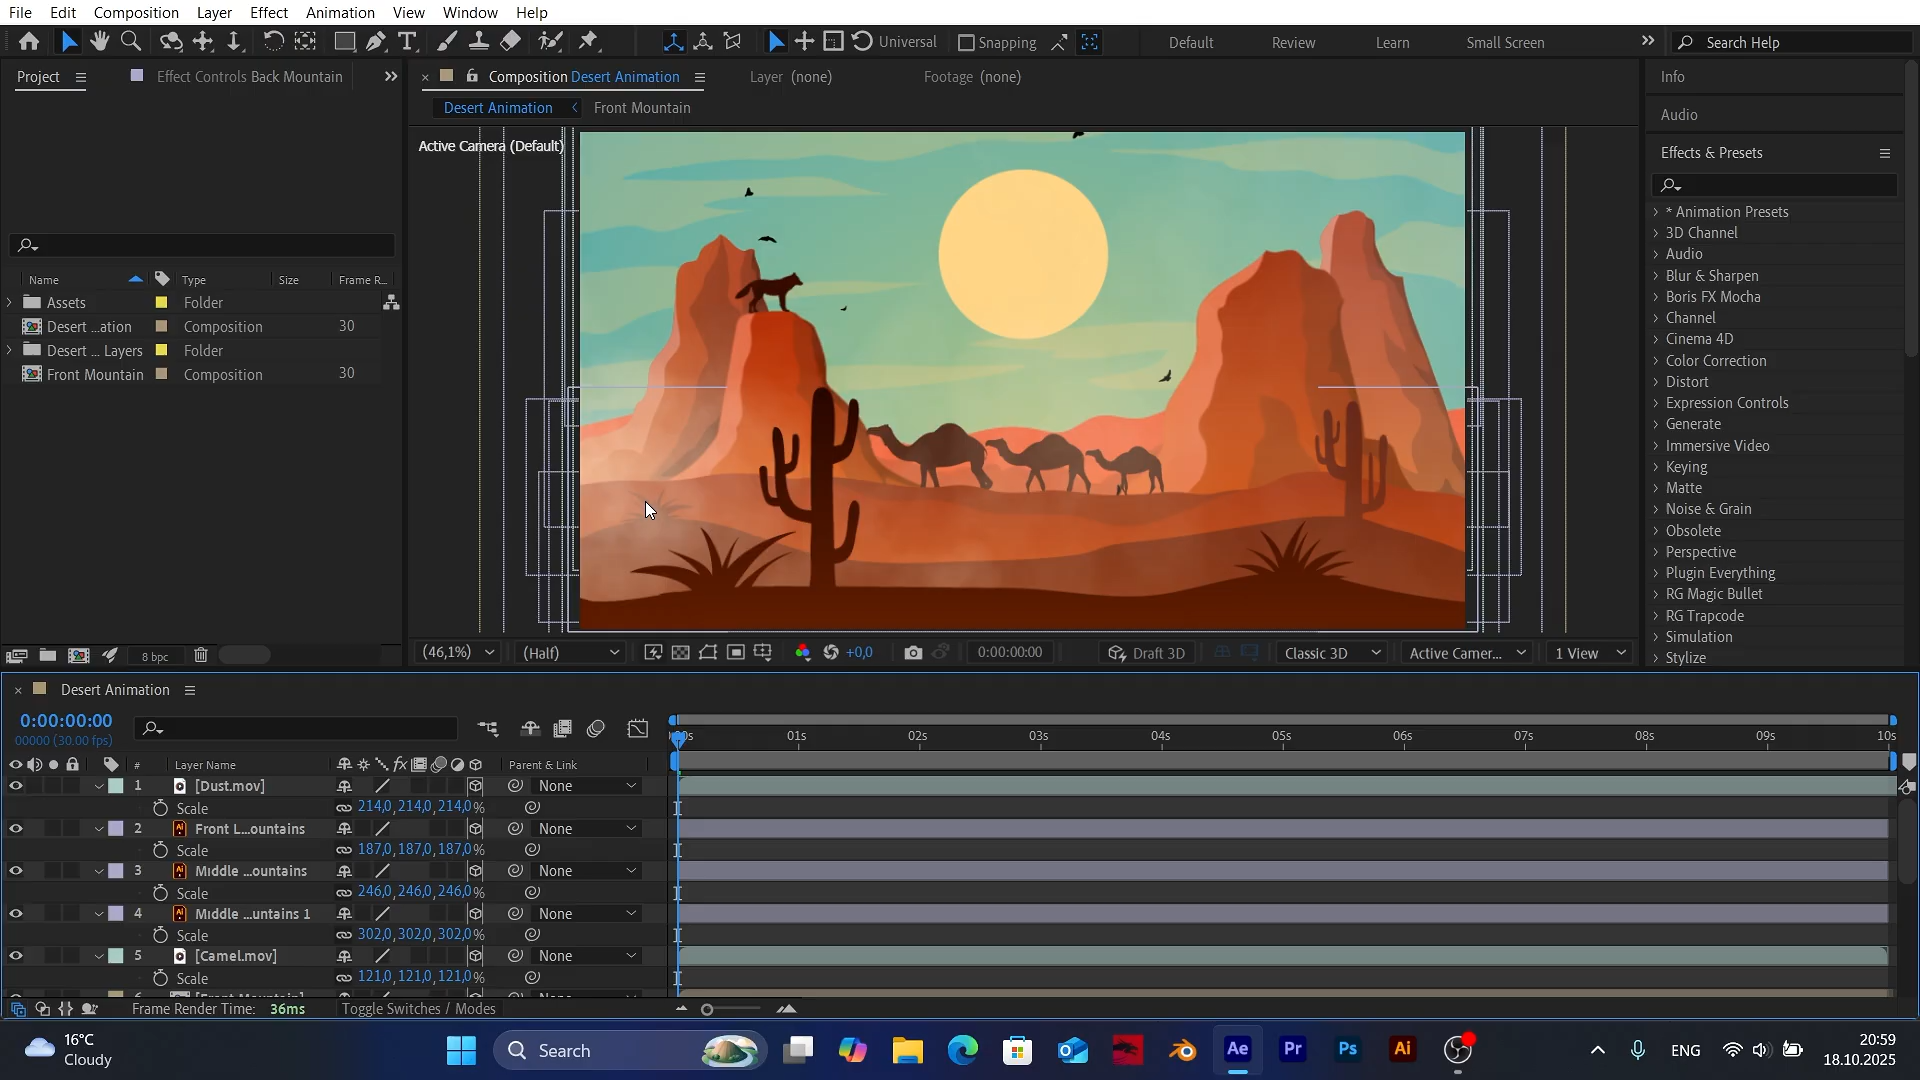 File Edit Composition Layer Effect Animation View Window Help
Universal Snapping Default Review Learn Small Screen Search Help
Project Effect Controls Back Mountain
Composition Desert Animation Layer (none) Footage (none)
Desert Animation Front Mountain
Active Camera (Default)
Name Type Size Frame R...
Assets Folder
Desert ...ation Composition 30
Desert ... Layers Folder
Front Mountain Composition 30
8 bpc
(46,1%) (Half) +0,0 0:00:00:00 Draft 3D Classic 3D Active Camer... 1 View
Info
Audio
Effects & Presets
* Animation Presets
3D Channel
Audio
Blur & Sharpen
Boris FX Mocha
Channel
Cinema 4D
Color Correction
Distort
Expression Controls
Generate
Immersive Video
Keying
Matte
Noise & Grain
Obsolete
Perspective
Plugin Everything
RG Magic Bullet
RG Trapcode
Simulation
Stylize
Desert Animation
0:00:00:00
00000 (30.00 fps)
01s 02s 03s 04s 05s 06s 07s 08s 09s 10s
# Layer Name fx Parent & Link
1 [Dust.mov] None
Scale 214,0,214,0,214,0%
2 Front L...ountains None
Scale 187,0,187,0,187,0%
3 Middle ...ountains None
Scale 246,0,246,0,246,0%
4 Middle ...untains 1 None
Scale 302,0,302,0,302,0%
5 [Camel.mov] None
Scale 121,0,121,0,121,0%
Frame Render Time: 36ms Toggle Switches / Modes
16°C
Cloudy
Search
Ae Pr Ps Ai
ENG
20:59
18.10.2025